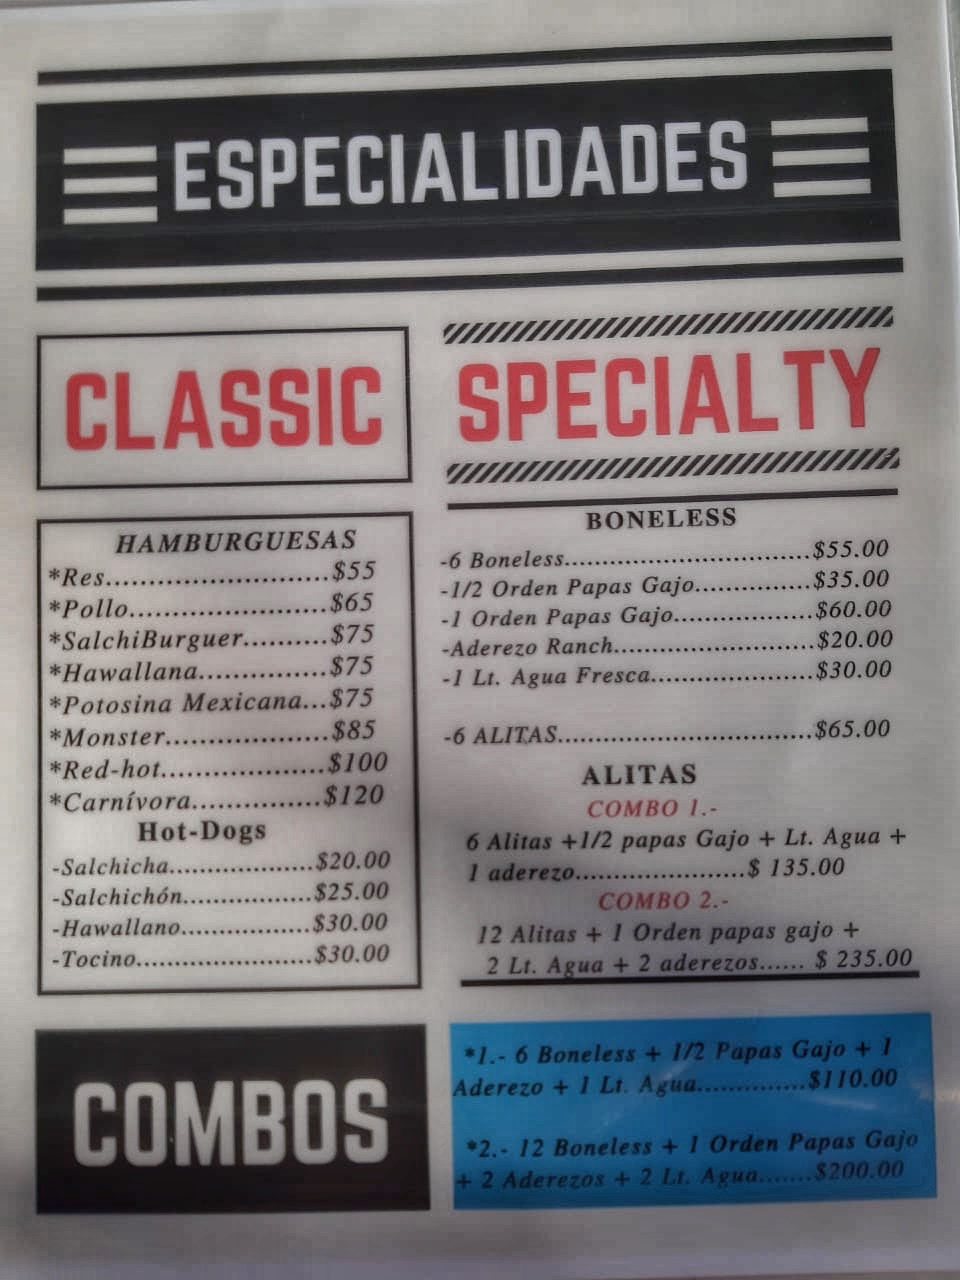 ESPECIALIDADES
CLASSIC
HAMBURGUESAS
*Res............................$55
*Pollo.........................$65
*SalchiBurguer..........$75
*Hawallana................$75
*Potosina Mexicana...$75
*Monster....................$85
*Red-hot....................$100
*Carnívora...............$120
Hot-Dogs
-Salchicha..................$20.00
-Salchichón................$25.00
-Hawallano................$30.00
-Tocino......................$30.00
SPECIALTY
BONELESS
-6 Boneless..............................$55.00
-1/2 Orden Papas Gajo..............$35.00
-1 Orden Papas Gajo.................$60.00
-Aderezo Ranch.........................$20.00
-1 Lt. Agua Fresca....................$30.00
-6 ALITAS................................$65.00
ALITAS
COMBO 1.-
6 Alitas +1/2 papas Gajo + Lt. Agua +
1 aderezo......................$ 135.00
COMBO 2.-
12 Alitas + 1 Orden papas gajo +
2 Lt. Agua + 2 aderezos...... $ 235.00
COMBOS
*1.- 6 Boneless + 1/2 Papas Gajo + 1
Aderezo + 1 Lt. Agua..............$110.00
*2.- 12 Boneless + 1 Orden Papas Gajo
+ 2 Aderezos + 2 Lt. Agua.......$200.00